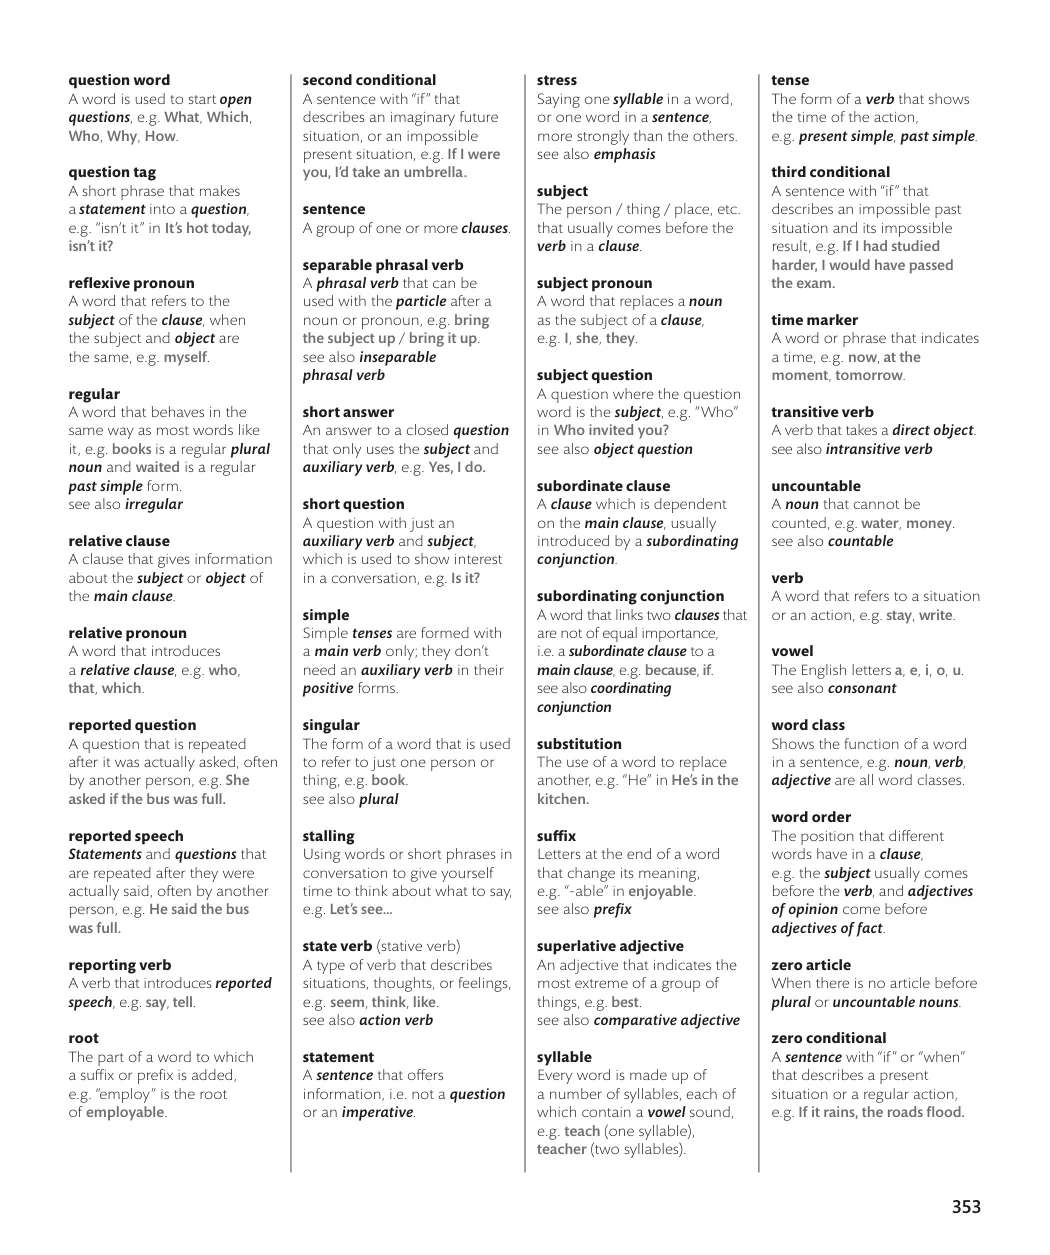 question word
A word is used to start open
questions, e.g. What, Which,
Who, Why, How.
question tag
A short phrase that makes
a statement into a question,
e.g. “isn’t it” in It’s hot today,
isn’t it?
reflexive pronoun
A word that refers to the
subject of the clause, when
the subject and object are
the same, e.g. myself.
regular
A word that behaves in the
same way as most words like
it, e.g. books is a regular plural
noun and waited is a regular
past simple form.
see also irregular
relative clause
A clause that gives information
about the subject or object of
the main clause.
relative pronoun
A word that introduces
a relative clause, e.g. who,
that, which.
reported question
A question that is repeated
after it was actually asked, often
by another person, e.g. She
asked if the bus was full.
reported speech
Statements and questions that
are repeated after they were
actually said, often by another
person, e.g. He said the bus
was full.
reporting verb
A verb that introduces reported
speech, e.g. say, tell.
root
The part of a word to which
a suffix or prefix is added,
e.g. “employ” is the root
of employable.
second conditional
A sentence with “if” that
describes an imaginary future
situation, or an impossible
present situation, e.g. If I were
you, I’d take an umbrella.
sentence
A group of one or more clauses.
separable phrasal verb
A phrasal verb that can be
used with the particle after a
noun or pronoun, e.g. bring
the subject up / bring it up.
see also inseparable
phrasal verb
short answer
An answer to a closed question
that only uses the subject and
auxiliary verb, e.g. Yes, I do.
short question
A question with just an
auxiliary verb and subject,
which is used to show interest
in a conversation, e.g. Is it?
simple
Simple tenses are formed with
a main verb only; they don’t
need an auxiliary verb in their
positive forms.
singular
The form of a word that is used
to refer to just one person or
thing, e.g. book.
see also plural
stalling
Using words or short phrases in
conversation to give yourself
time to think about what to say,
e.g. Let’s see...
state verb (stative verb)
A type of verb that describes
situations, thoughts, or feelings,
e.g. seem, think, like.
see also action verb
statement
A sentence that offers
information, i.e. not a question
or an imperative.
stress
Saying one syllable in a word,
or one word in a sentence,
more strongly than the others.
see also emphasis
subject
The person / thing / place, etc.
that usually comes before the
verb in a clause.
subject pronoun
A word that replaces a noun
as the subject of a clause,
e.g. I, she, they.
subject question
A question where the question
word is the subject, e.g. “Who”
in Who invited you?
see also object question
subordinate clause
A clause which is dependent
on the main clause, usually
introduced by a subordinating
conjunction.
subordinating conjunction
A word that links two clauses that
are not of equal importance,
i.e. a subordinate clause to a
main clause, e.g. because, if.
see also coordinating
conjunction
substitution
The use of a word to replace
another, e.g. “He” in He’s in the
kitchen.
suffix
Letters at the end of a word
that change its meaning,
e.g. “-able” in enjoyable.
see also prefix
superlative adjective
An adjective that indicates the
most extreme of a group of
things, e.g. best.
see also comparative adjective
syllable
Every word is made up of
a number of syllables, each of
which contain a vowel sound,
e.g. teach (one syllable),
teacher (two syllables).
tense
The form of a verb that shows
the time of the action,
e.g. present simple, past simple.
third conditional
A sentence with “if” that
describes an impossible past
situation and its impossible
result, e.g. If I had studied
harder, I would have passed
the exam.
time marker
A word or phrase that indicates
a time, e.g. now, at the
moment, tomorrow.
transitive verb
A verb that takes a direct object.
see also intransitive verb
uncountable
A noun that cannot be
counted, e.g. water, money.
see also countable
verb
A word that refers to a situation
or an action, e.g. stay, write.
vowel
The English letters a, e, i, o, u.
see also consonant
word class
Shows the function of a word
in a sentence, e.g. noun, verb,
adjective are all word classes.
word order
The position that different
words have in a clause,
e.g. the subject usually comes
before the verb, and adjectives
of opinion come before
adjectives of fact.
zero article
When there is no article before
plural or uncountable nouns.
zero conditional
A sentence with “if” or “when”
that describes a present
situation or a regular action,
e.g. If it rains, the roads flood.
353